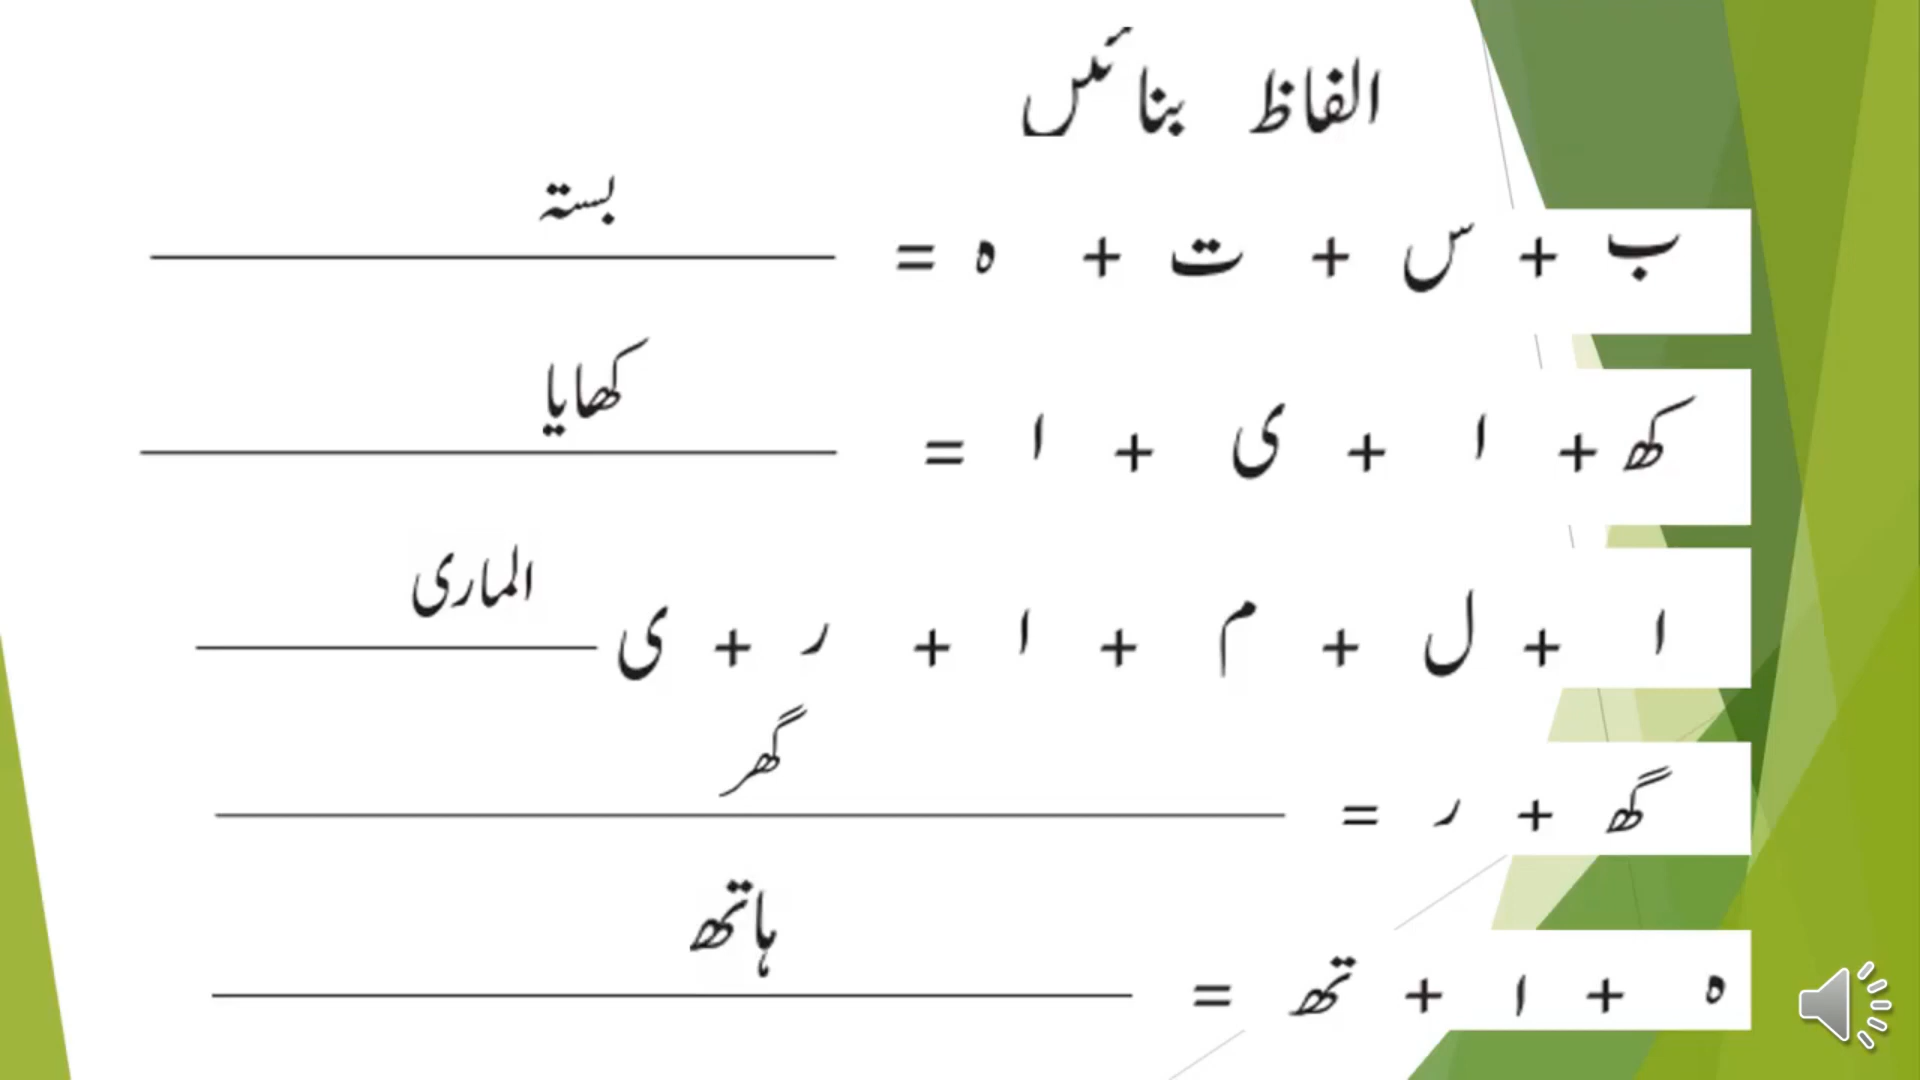 الفاظ بنائیں
بستہ
ب + س + ت + ہ =
کھایا
کھ + ا + ی + ا =
الماری
ا + ل + م + ا + ر + ی
گھر
گھ + ر =
ہاتھ
ہ + ا + تھ =